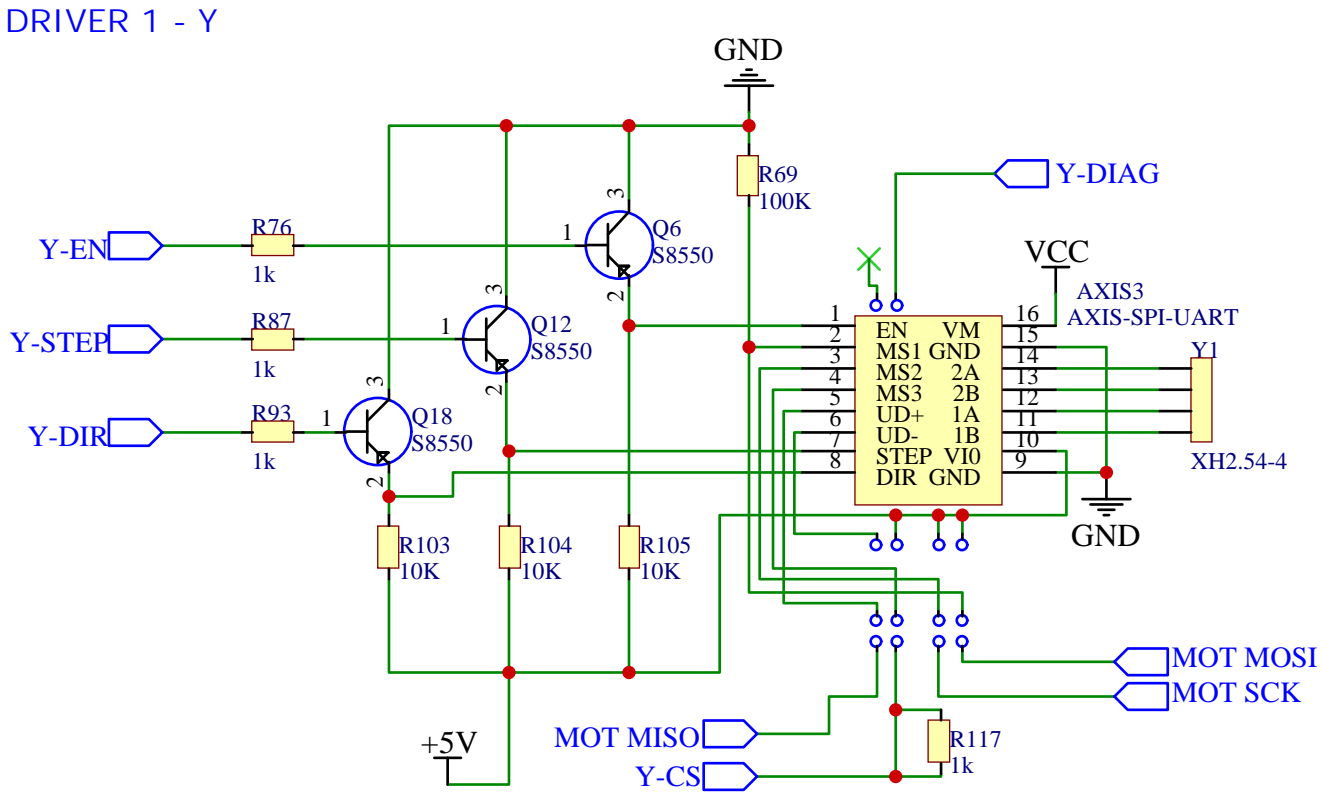 DRIVER 1 - Y
GND
R69
100K
Y-DIAG
3
Q6
S8550
1
2
R76
1k
Y-EN
VCC
AXIS3
AXIS-SPI-UART
3
Q12
S8550
1
2
R87
1k
Y-STEP
3
Q18
S8550
1
2
R93
1k
Y-DIR
1 EN VM 16
2 MS1 GND 15
3 MS2 2A 14
4 MS3 2B 13
5 UD+ 1A 12
6 UD- 1B 11
7 STEP VI0 10
8 DIR GND 9
Y1
XH2.54-4
GND
R103
10K
R104
10K
R105
10K
MOT MOSI
MOT SCK
+5V
MOT MISO
R117
1k
Y-CS